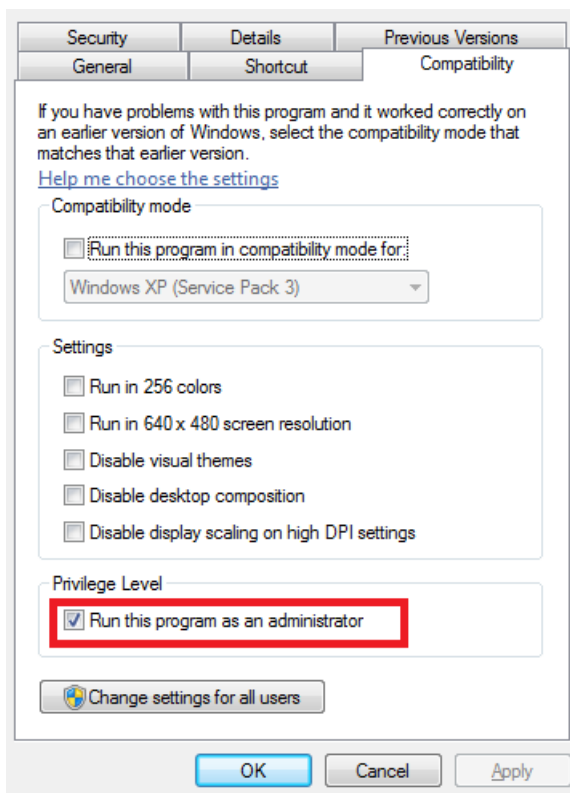 Security Details Previous Versions
General Shortcut Compatibility
If you have problems with this program and it worked correctly on
an earlier version of Windows, select the compatibility mode that
matches that earlier version.
Help me choose the settings
Compatibility mode
Run this program in compatibility mode for:
Windows XP (Service Pack 3)
Settings
Run in 256 colors
Run in 640 x 480 screen resolution
Disable visual themes
Disable desktop composition
Disable display scaling on high DPI settings
Privilege Level
Run this program as an administrator
Change settings for all users
OK Cancel Apply